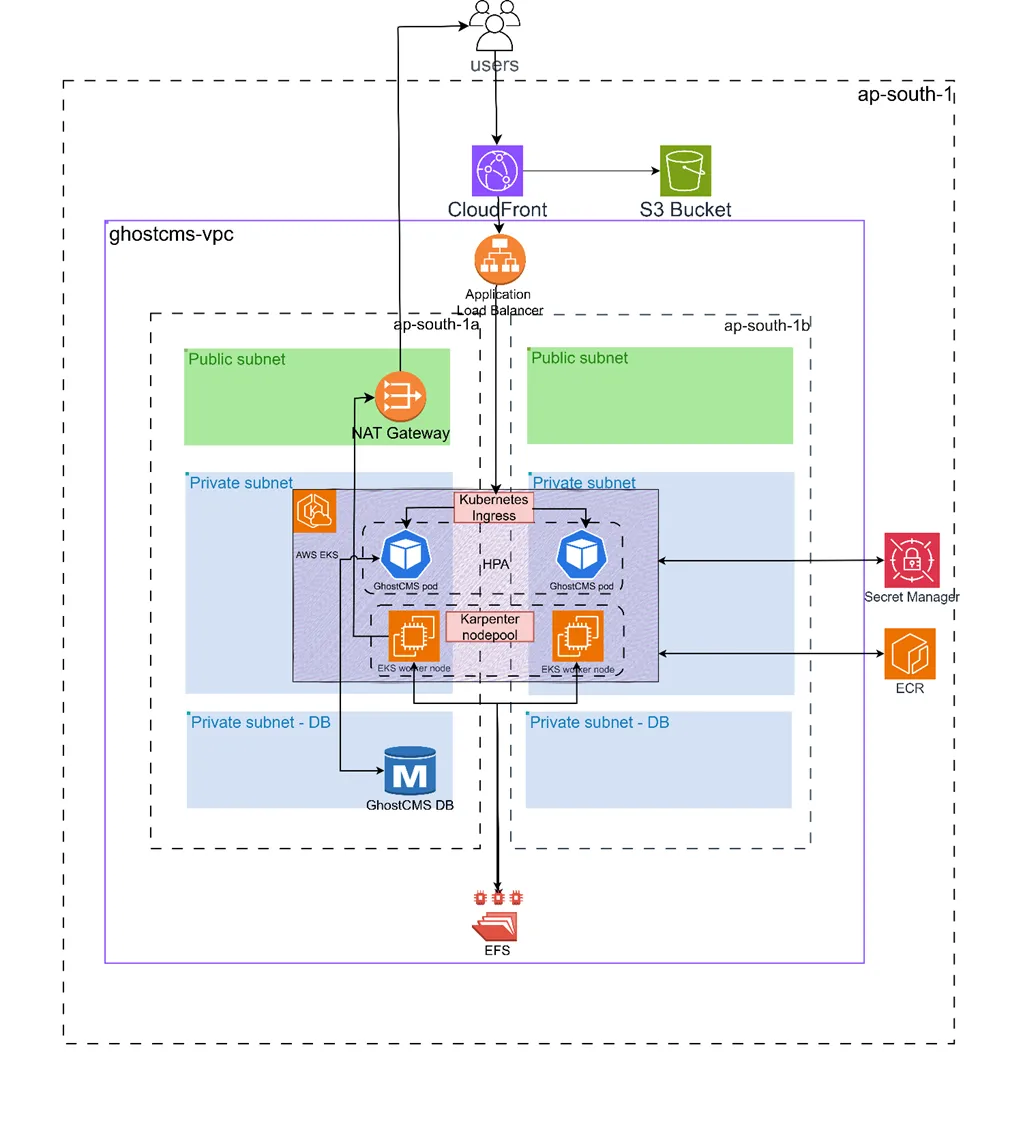 users
ap-south-1
CloudFront
S3 Bucket
ghostcms-vpc
Application
Load Balancer
ap-south-1a
ap-south-1b
Public subnet
Public subnet
NAT Gateway
Private subnet
Private subnet
Kubernetes
Ingress
AWS EKS
HPA
GhostCMS pod
GhostCMS pod
Secret Manager
Karpenter
nodepool
EKS worker node
EKS worker node
ECR
Private subnet - DB
Private subnet - DB
M
GhostCMS DB
EFS